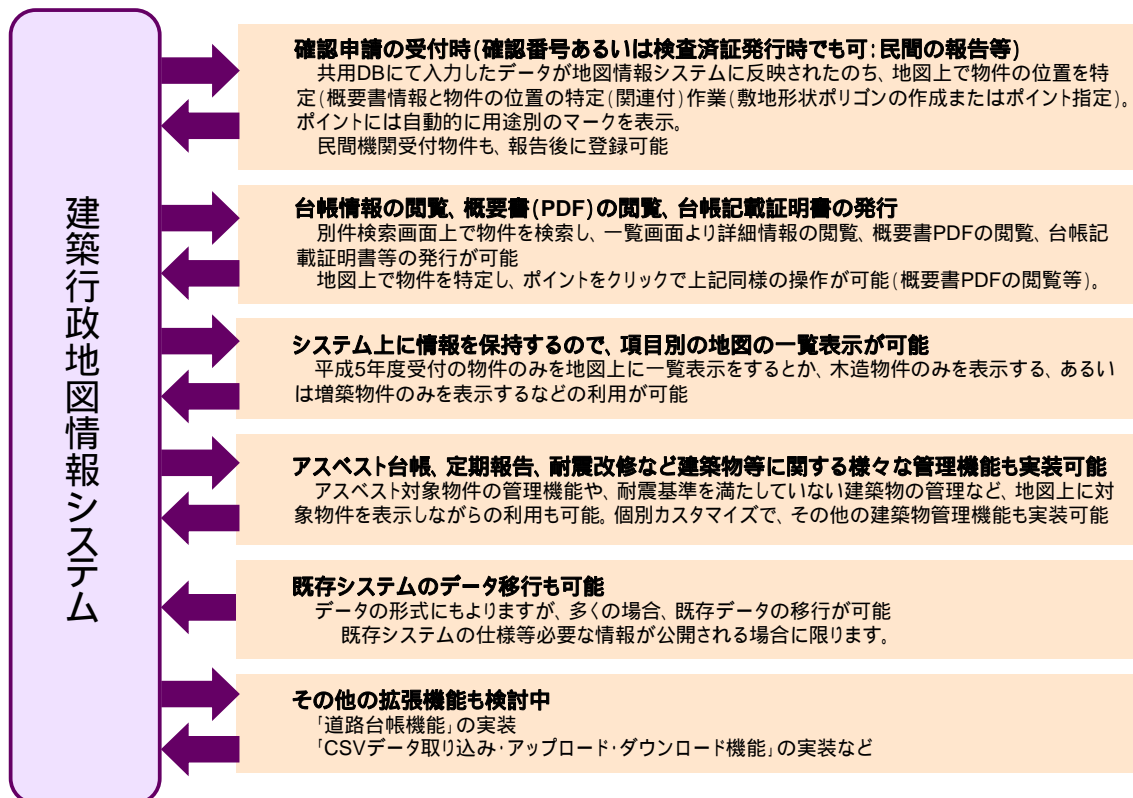 建築行政地図情報システム
確認申請の受付時(確認番号あるいは検査済証発行時でも可:民間の報告等)
共用DBにて入力したデータが地図情報システムに反映されたのち、地図上で物件の位置を特
定(概要書情報と物件の位置の特定(関連付)作業(敷地形状ポリゴンの作成またはポイント指定)。
ポイントには自動的に用途別のマークを表示。
民間機関受付物件も、報告後に登録可能
台帳情報の閲覧、概要書(PDF)の閲覧、台帳記載証明書の発行
別件検索画面上で物件を検索し、一覧画面より詳細情報の閲覧、概要書PDFの閲覧、台帳記
載証明書等の発行が可能
地図上で物件を特定し、ポイントをクリックで上記同様の操作が可能(概要書PDFの閲覧等)。
システム上に情報を保持するので、項目別の地図の一覧表示が可能
平成5年度受付の物件のみを地図上に一覧表示をするとか、木造物件のみを表示する、あるい
は増築物件のみを表示するなどの利用が可能
アスベスト台帳、定期報告、耐震改修など建築物等に関する様々な管理機能も実装可能
アスベスト対象物件の管理機能や、耐震基準を満たしていない建築物の管理など、地図上に対
象物件を表示しながらの利用も可能。個別カスタマイズで、その他の建築物管理機能も実装可能
既存システムのデータ移行も可能
データの形式にもよりますが、多くの場合、既存データの移行が可能
既存システムの仕様等必要な情報が公開される場合に限ります。
その他の拡張機能も検討中
「道路台帳機能」の実装
「CSVデータ取り込み・アップロード・ダウンロード機能」の実装など